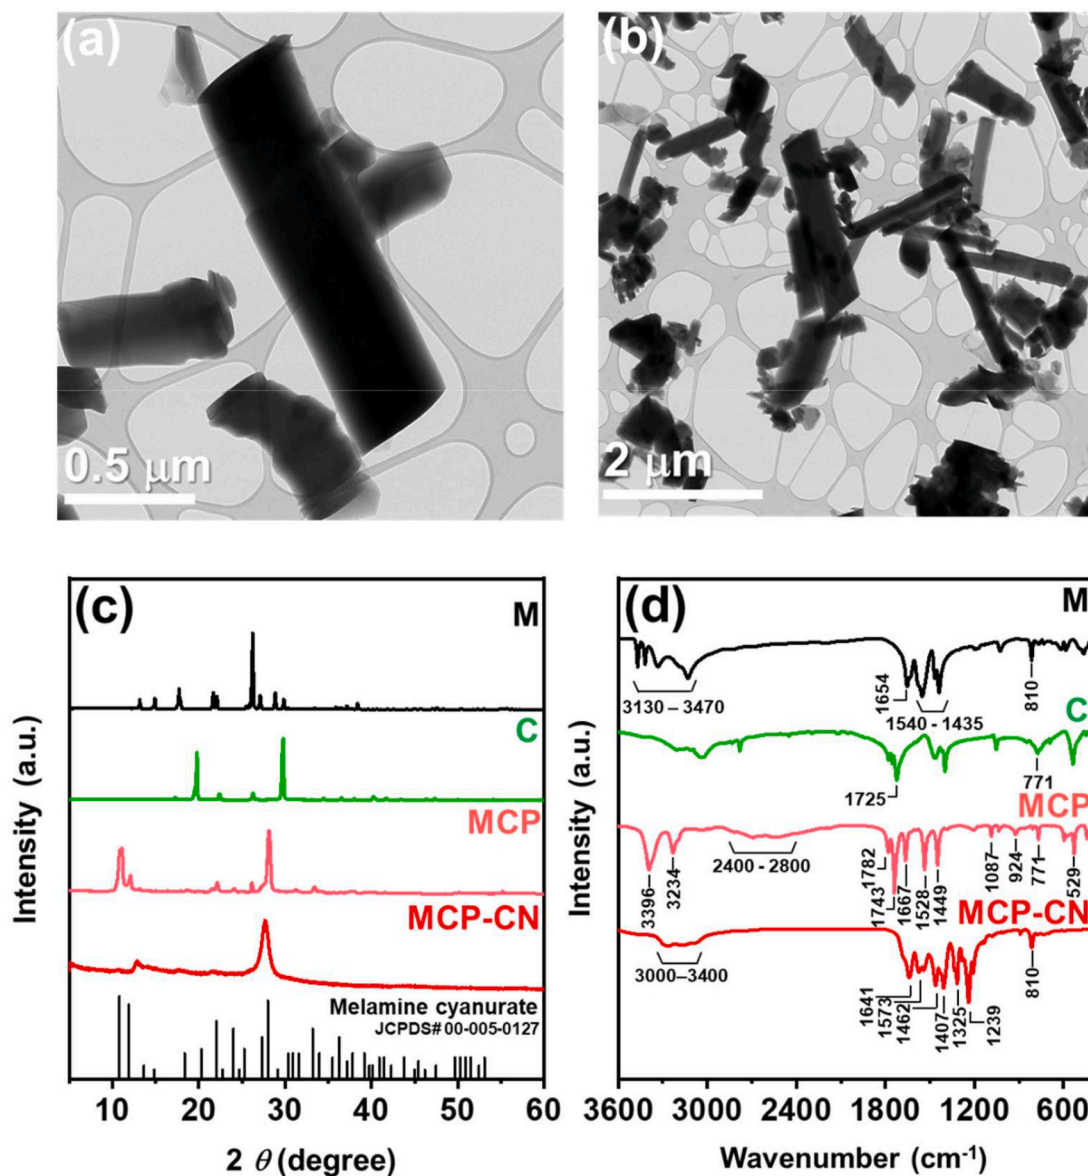 (a)
0.5 μm
(b)
2 μm
(c)
M
C
MCP
MCP-CN
Melamine cyanurate
JCPDS# 00-005-0127
Intensity (a.u.)
10 20 30 40 50 60
2 θ (degree)
(d)
M
3130 – 3470
1654
1540 - 1435
810
C
1725
771
MCP
3396
3234
2400 - 2800
1782
1743
1667
1528
1449
1087
924
771
529
MCP-CN
3000–3400
1641
1573
1462
1407
1325
1239
810
Intensity (a.u.)
3600 3000 2400 1800 1200 600
Wavenumber (cm⁻¹)